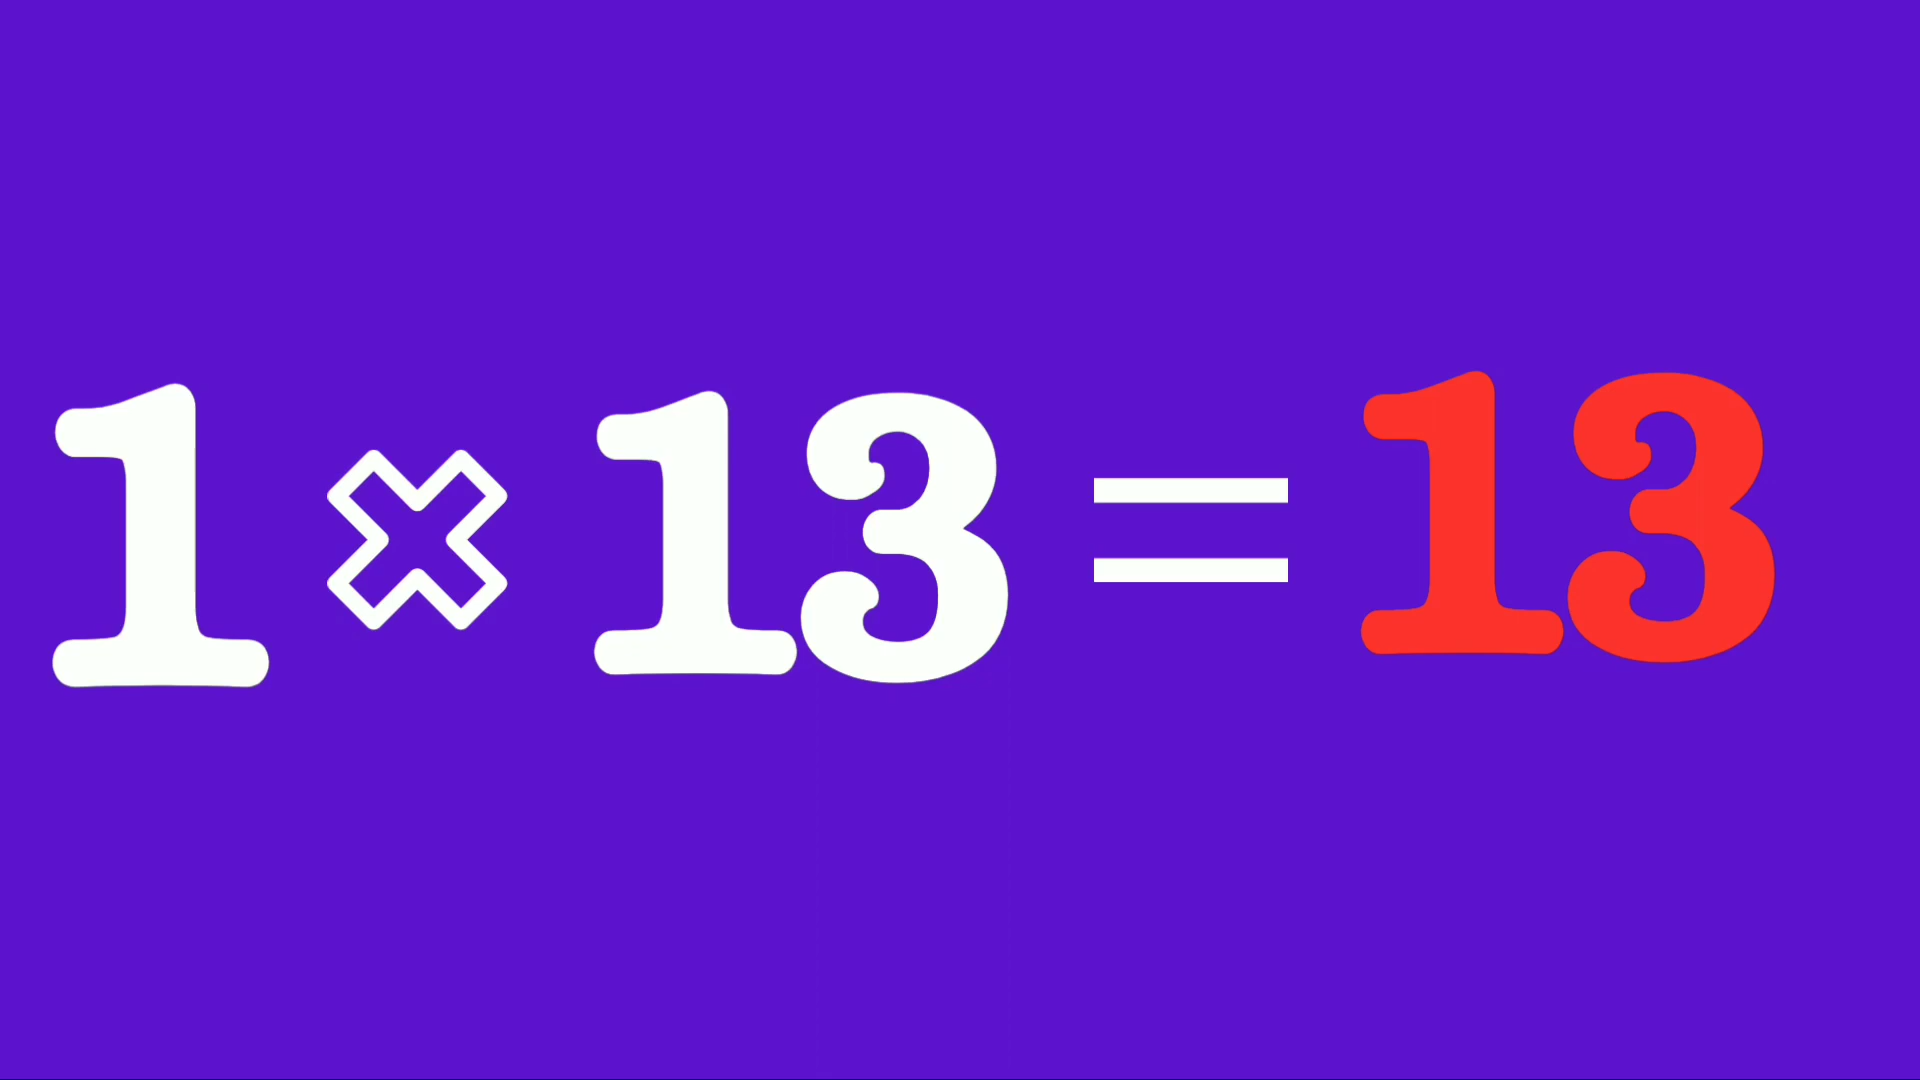 1 × 13 = 13